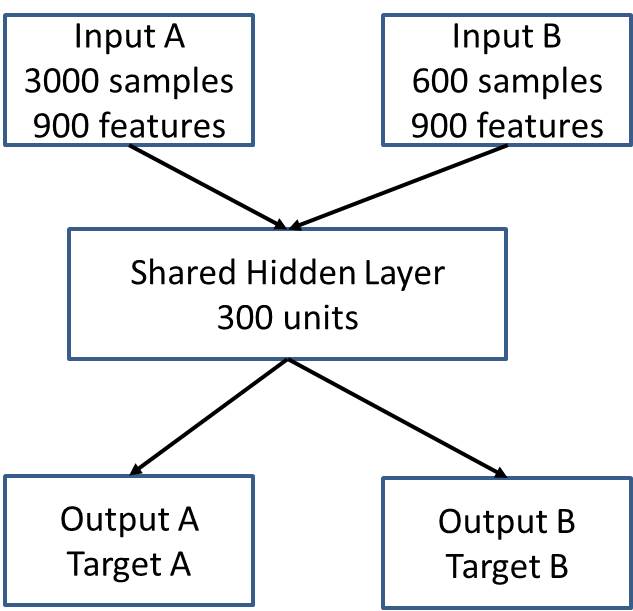 Input A
3000 samples
900 features
Input B
600 samples
900 features
Shared Hidden Layer
300 units
Output A
Target A
Output B
Target B